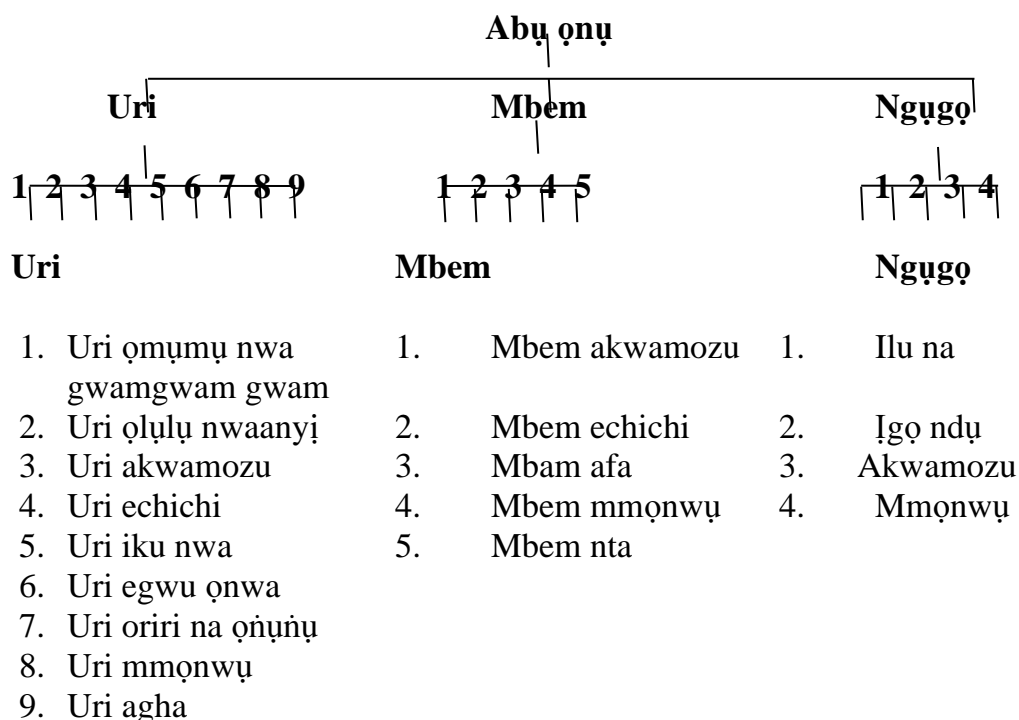 Abụ ọnụ
Uri Mbem Ngụgọ
1 2 3 4 5 6 7 8 9 1 2 3 4 5 1 2 3 4
Uri Mbem Ngụgọ
1. Uri ọmụmụ nwa 1. Mbem akwamozu 1. Ilu na
gwamgwam gwam
2. Uri ọlụlụ nwaanyị 2. Mbem echichi 2. Ịgọ ndụ
3. Uri akwamozu 3. Mbam afa 3. Akwamozu
4. Uri echichi 4. Mbem mmọnwụ 4. Mmọnwụ
5. Uri iku nwa 5. Mbem nta
6. Uri egwu ọnwa
7. Uri oriri na ọṅụṅụ
8. Uri mmọnwụ
9. Uri agha